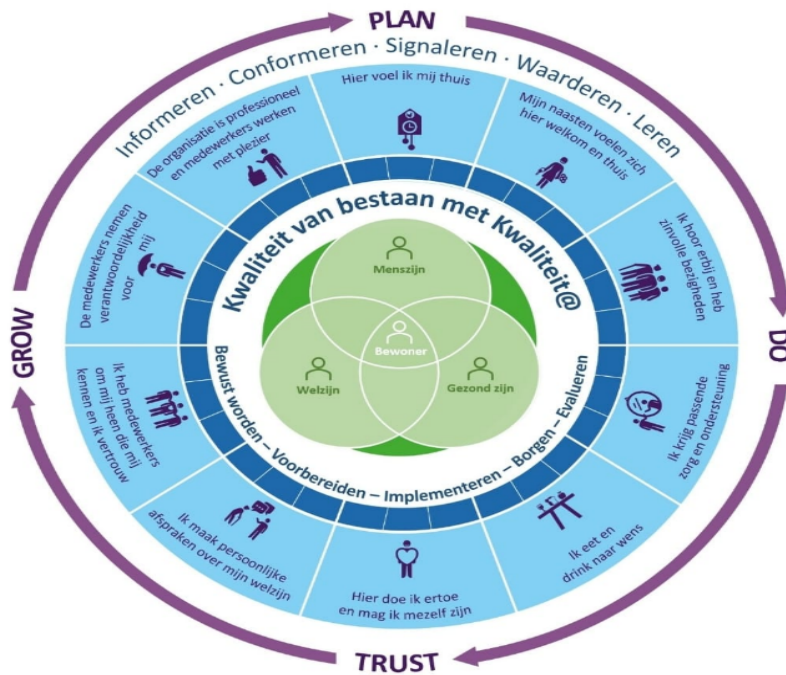 PLAN
Informeren · Conformeren · Signaleren · Waarderen · Leren
Hier voel ik mij thuis
Mijn naasten voelen zich
hier welkom en thuis
Ik hoor erbij en heb
zinvolle bezigheden
DO
Ik krijg passende
zorg en ondersteuning
Ik eet en
drink naar wens
Hier doe ik ertoe
en mag ik mezelf zijn
TRUST
Ik maak persoonlijke
afspraken over mijn welzijn
Ik heb medewerkers
om mij heen die mij
kennen en ik vertrouw
GROW
De medewerkers nemen
verantwoordelijkheid
voor mij
De organisatie is professioneel
en medewerkers werken
met plezier
Kwaliteit van bestaan met Kwaliteit@
Menszijn
Bewoner
Welzijn
Gezond zijn
Bewust worden – Voorbereiden – Implementeren – Borgen – Evalueren